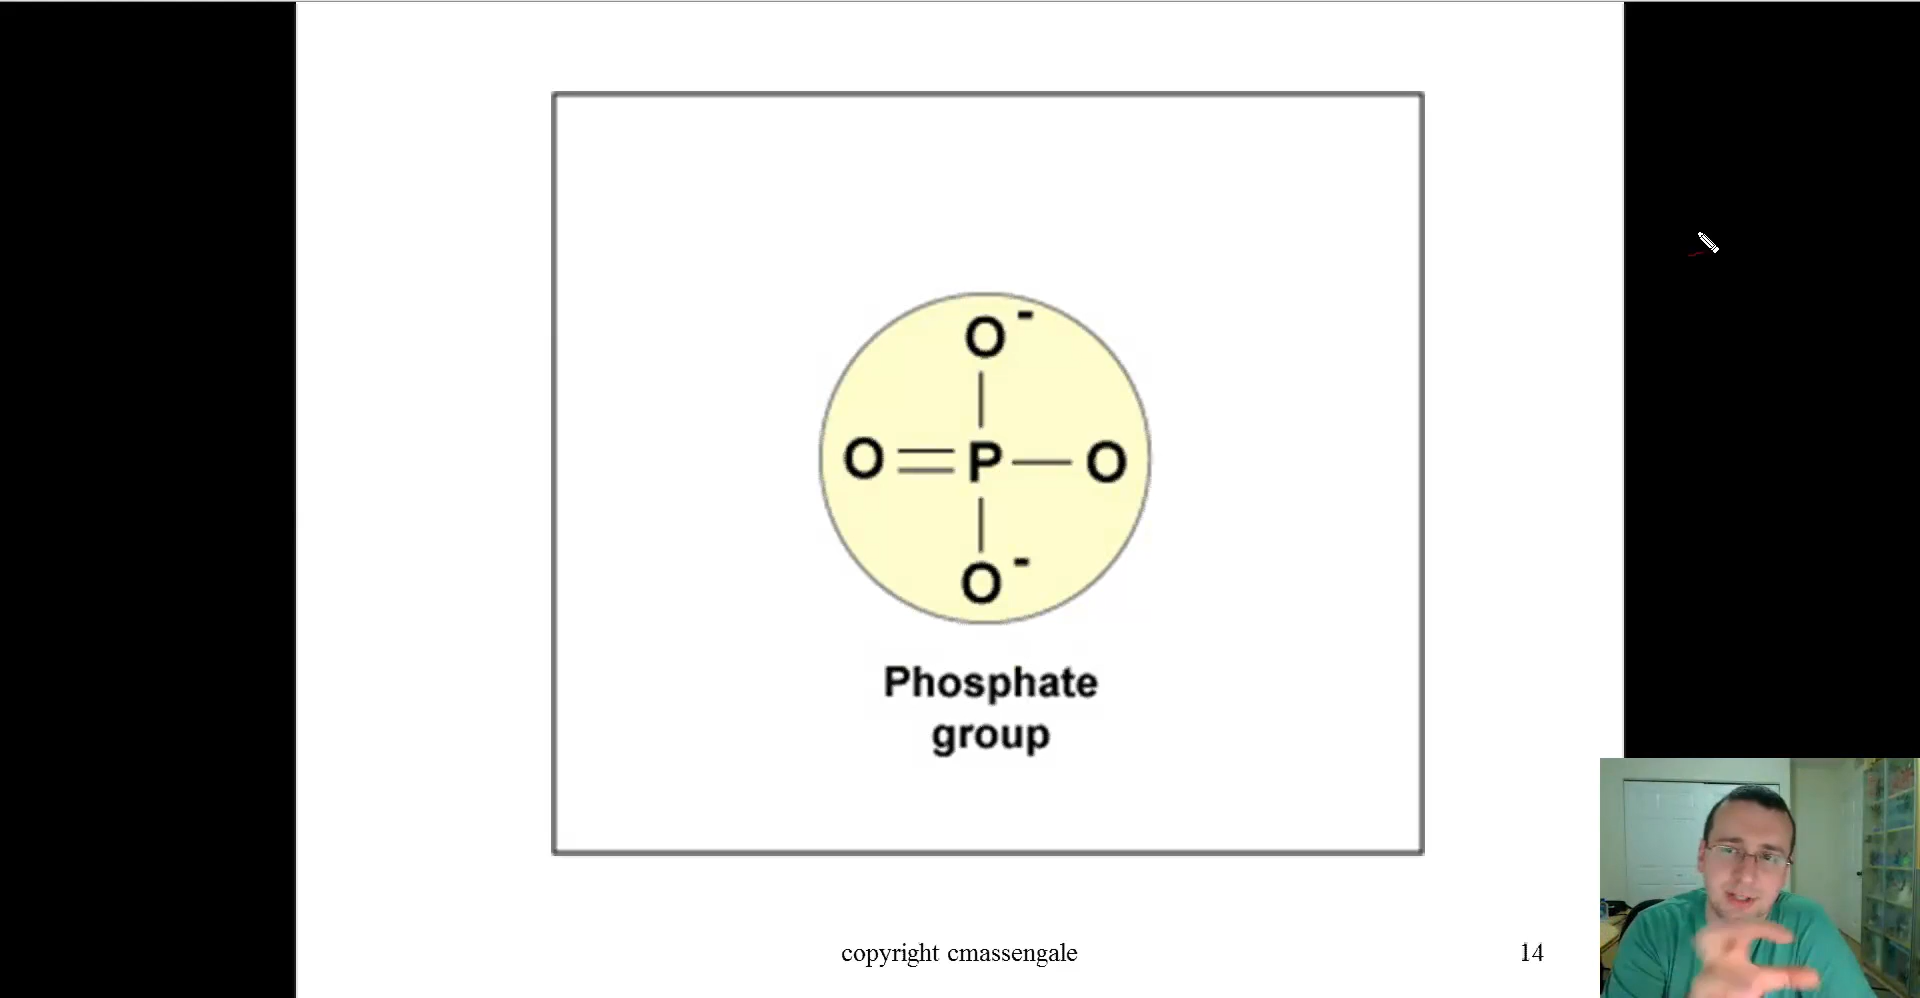 O -
O = P — O
O -
Phosphate
group
copyright cmassengale
14